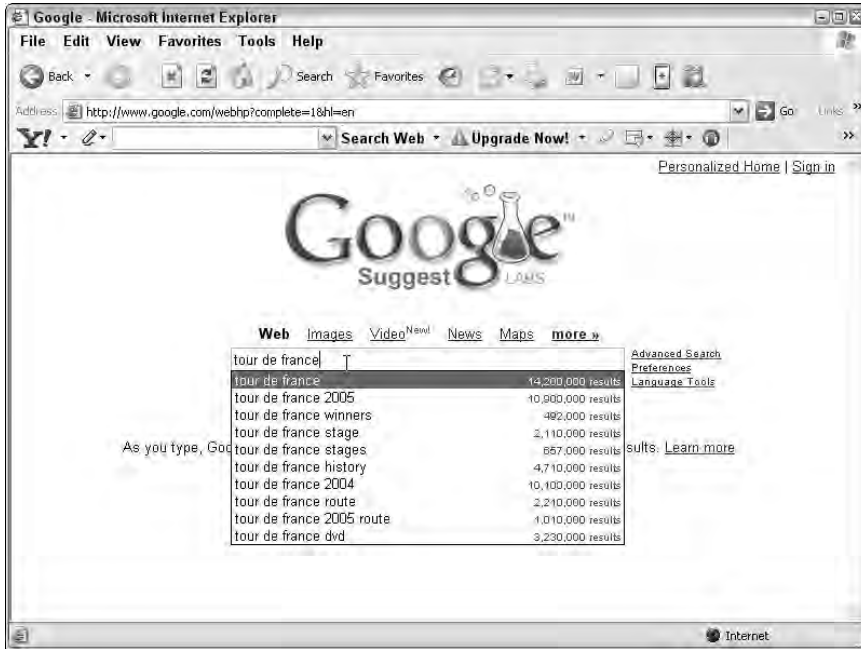 Google - Microsoft Internet Explorer
File Edit View Favorites Tools Help
Back Search Favorites
Address http://www.google.com/webhp?complete=1&hl=en Go Links »
Y! Search Web Upgrade Now! »
Personalized Home | Sign in
Google TM
Suggest LABS
Web Images Video New! News Maps more »
tour de france Advanced Search
Preferences
tour de france 14,200,000 results Language Tools
tour de france 2005 10,900,000 results
tour de france winners 492,000 results
tour de france stage 2,110,000 results
As you type, Goo tour de france stages 657,000 results sults. Learn more
tour de france history 4,710,000 results
tour de france 2004 10,100,000 results
tour de france route 2,210,000 results
tour de france 2005 route 1,010,000 results
tour de france dvd 3,230,000 results
Internet